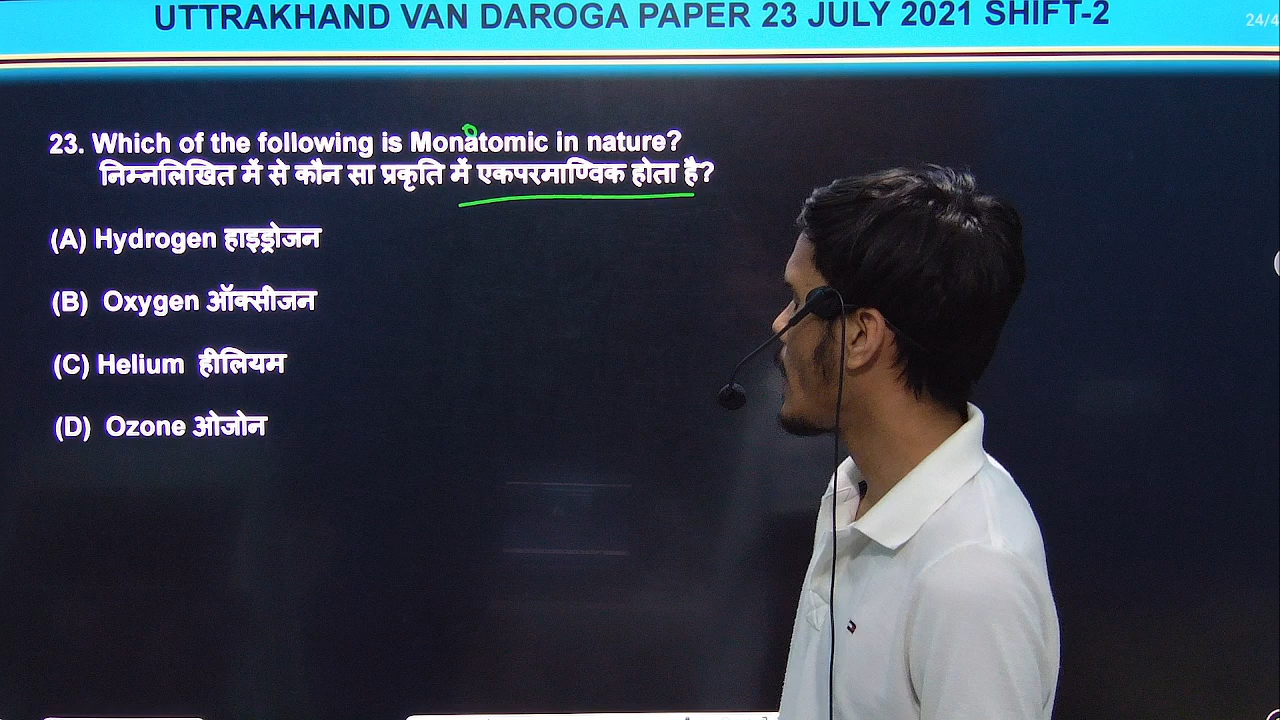 UTTRAKHAND VAN DAROGA PAPER 23 JULY 2021 SHIFT-2
24/4
23. Which of the following is Monatomic in nature?
निम्नलिखित में से कौन सा प्रकृति में एकपरमाण्विक होता है?
(A) Hydrogen हाइड्रोजन
(B) Oxygen ऑक्सीजन
(C) Helium हीलियम
(D) Ozone ओजोन